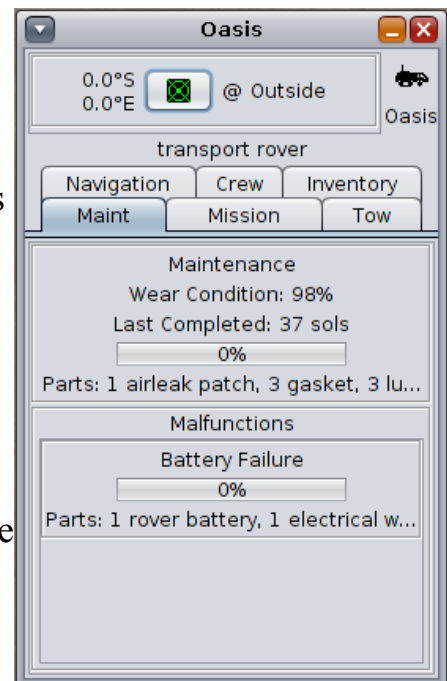 Oasis
0.0°S
0.0°E
@ Outside
Oasis
transport rover
Navigation Crew Inventory
Maint Mission Tow
s
Maintenance
Wear Condition: 98%
Last Completed: 37 sols
0%
Parts: 1 airleak patch, 3 gasket, 3 lu...
Malfunctions
Battery Failure
0%
Parts: 1 rover battery, 1 electrical w...
e